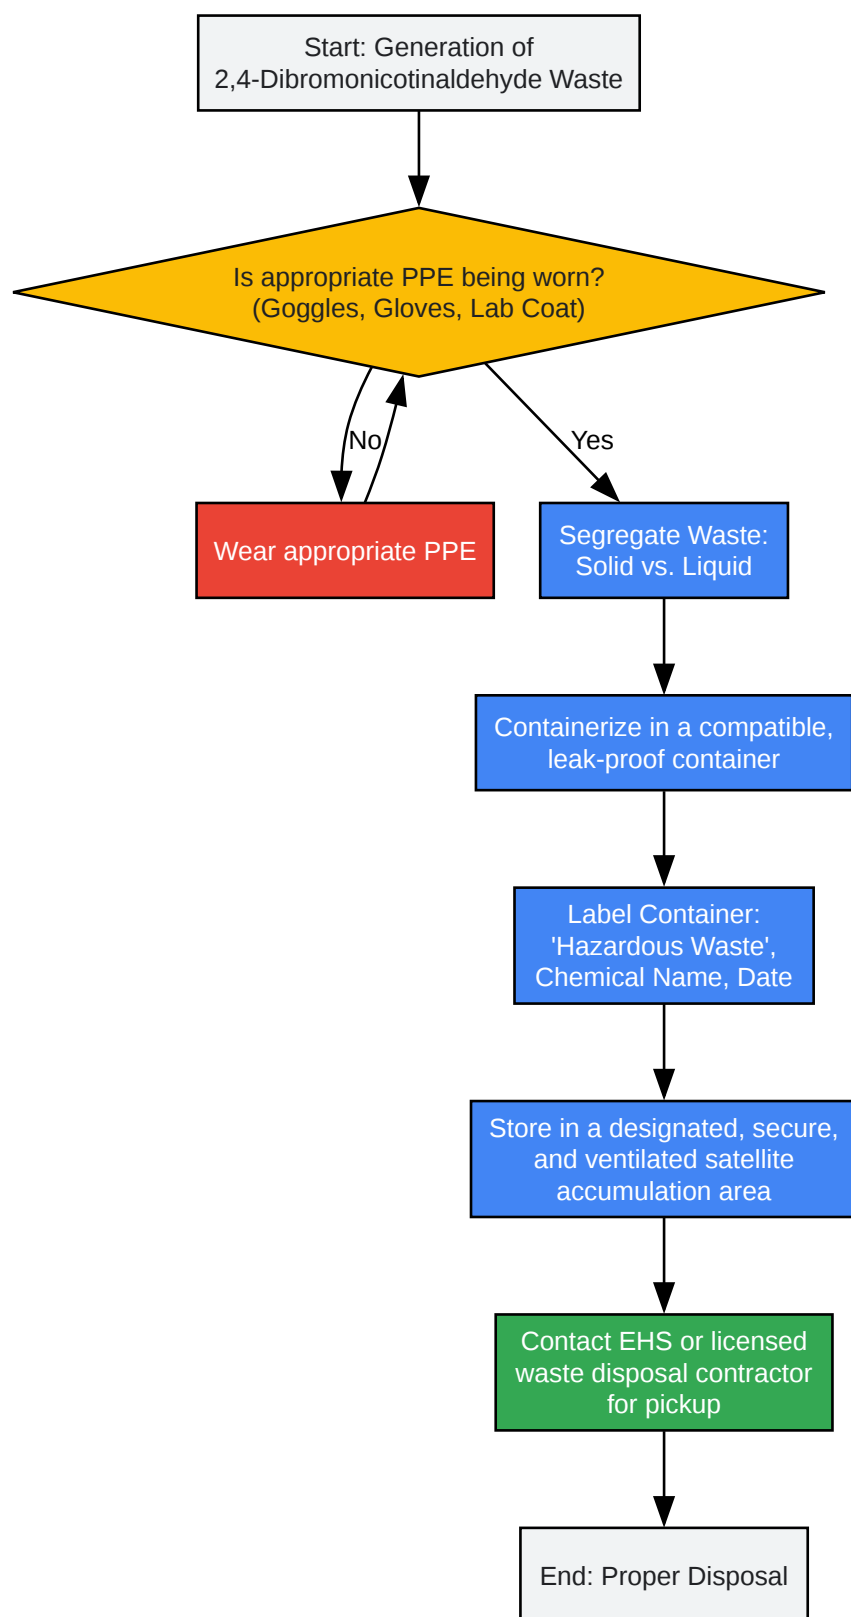 Start: Generation of
2,4-Dibromonicotinaldehyde Waste
Is appropriate PPE being worn?
(Goggles, Gloves, Lab Coat)
No
Yes
Wear appropriate PPE
Segregate Waste:
Solid vs. Liquid
Containerize in a compatible,
leak-proof container
Label Container:
'Hazardous Waste',
Chemical Name, Date
Store in a designated, secure,
and ventilated satellite
accumulation area
Contact EHS or licensed
waste disposal contractor
for pickup
End: Proper Disposal